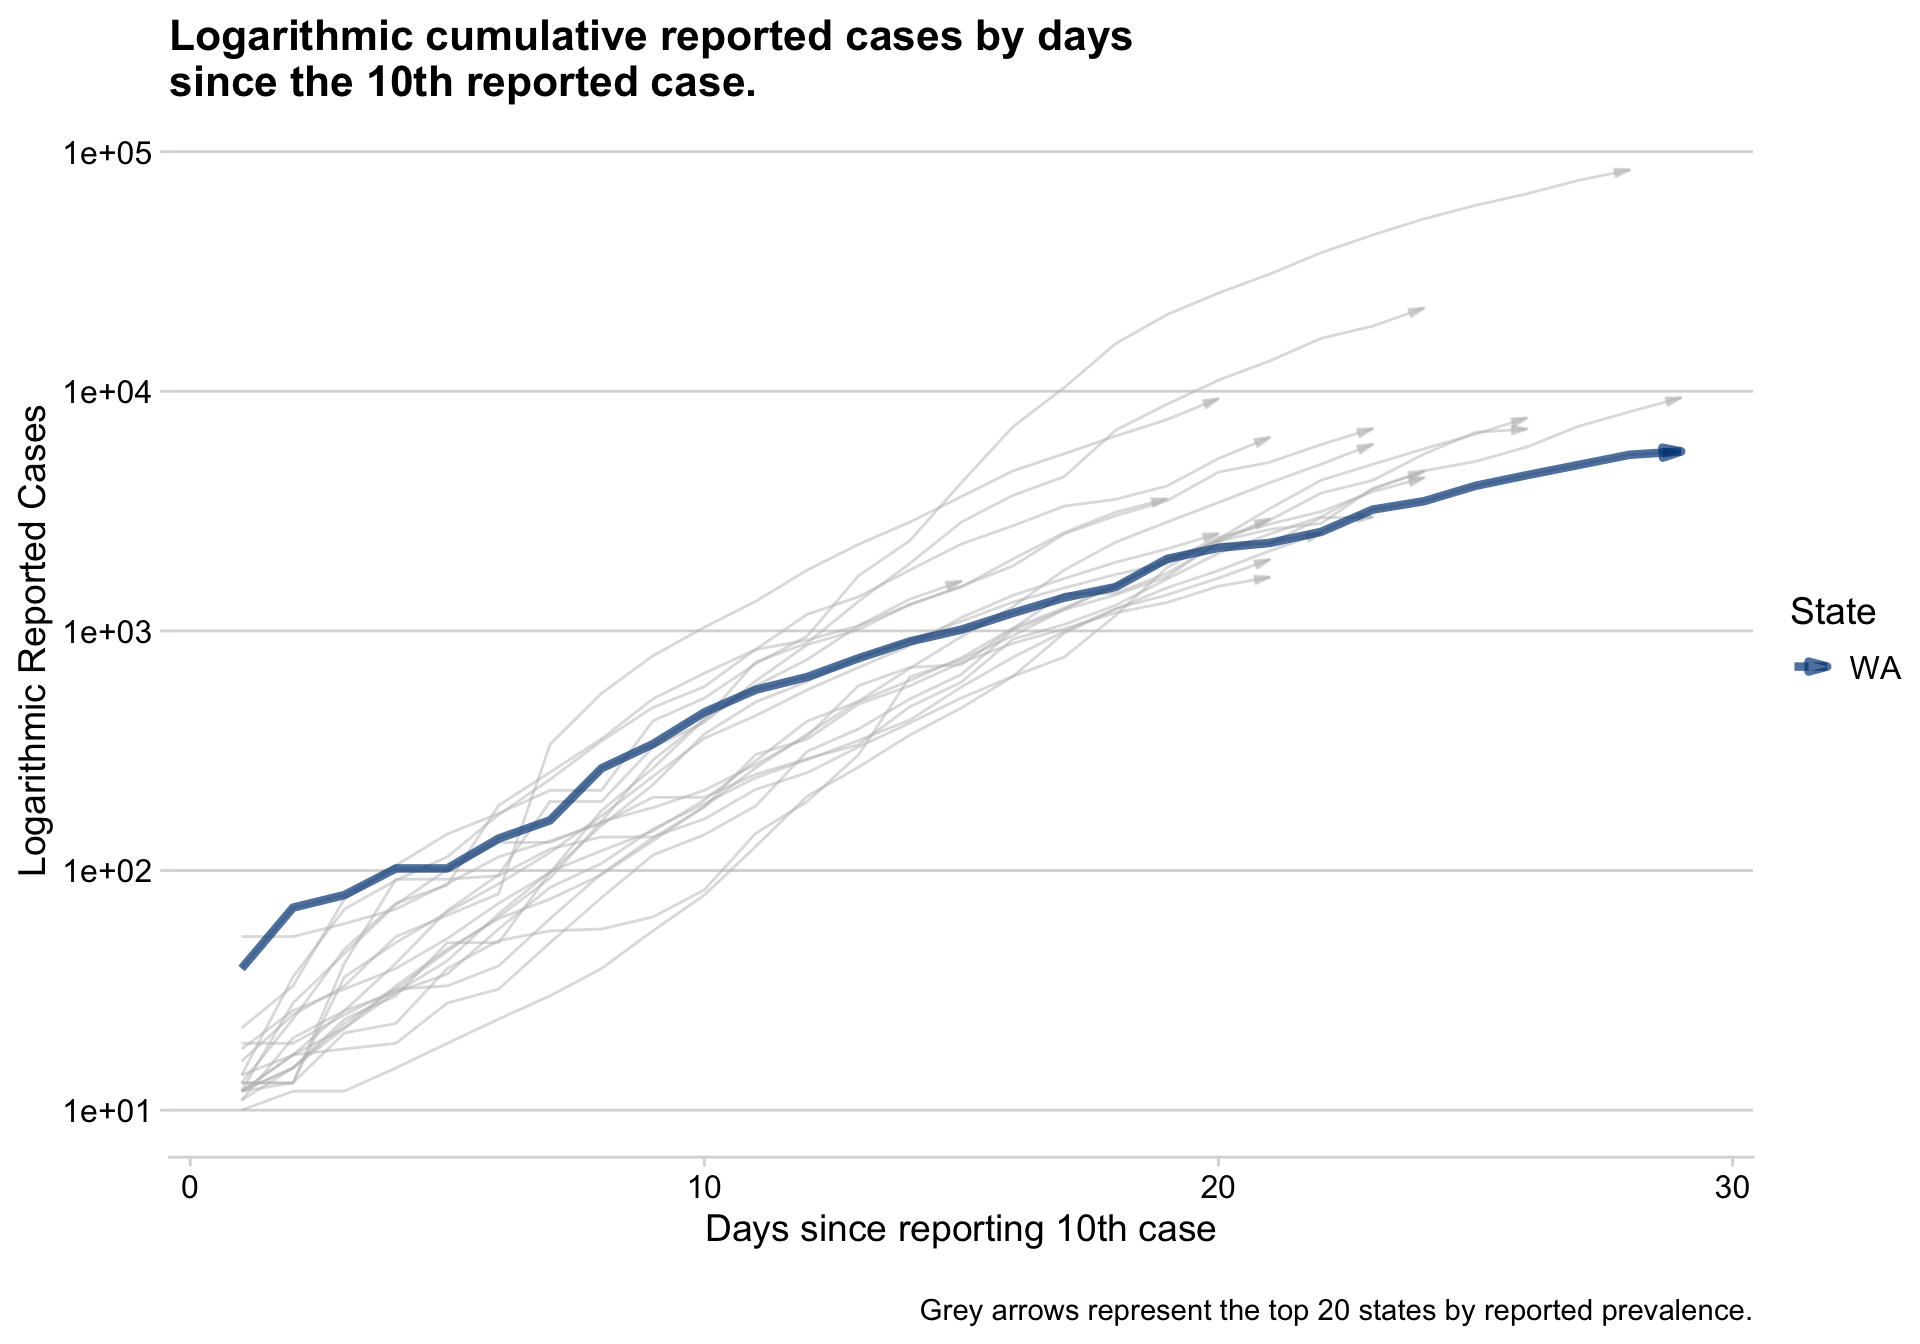 Logarithmic cumulative reported cases by days
since the 10th reported case.
1e+05
1e+04
1e+03
1e+02
1e+01
Logarithmic Reported Cases
0 10 20 30
Days since reporting 10th case
State
WA
Grey arrows represent the top 20 states by reported prevalence.